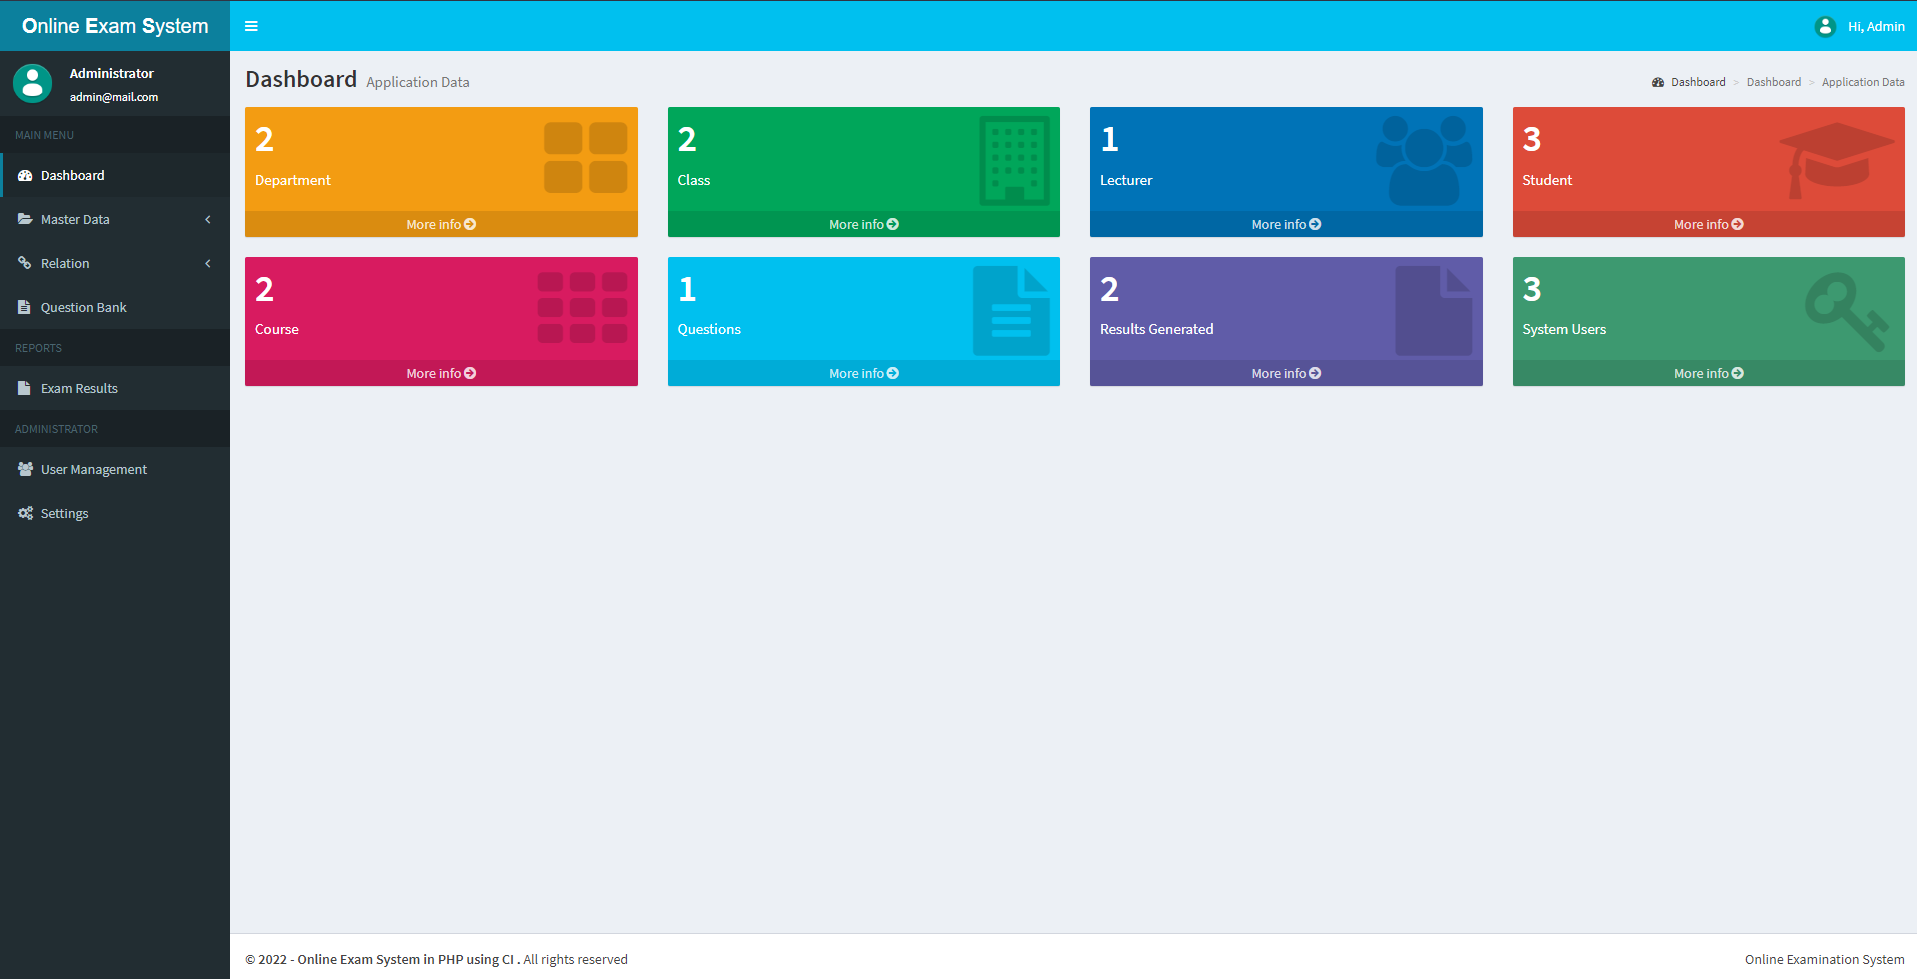 Online Exam System
Hi, Admin
Administrator
admin@mail.com
MAIN MENU
Dashboard
Master Data
Relation
Question Bank
REPORTS
Exam Results
ADMINISTRATOR
User Management
Settings
Dashboard Application Data
Dashboard > Dashboard > Application Data
2
Department
More info
2
Class
More info
1
Lecturer
More info
3
Student
More info
2
Course
More info
1
Questions
More info
2
Results Generated
More info
3
System Users
More info
© 2022 - Online Exam System in PHP using CI . All rights reserved
Online Examination System